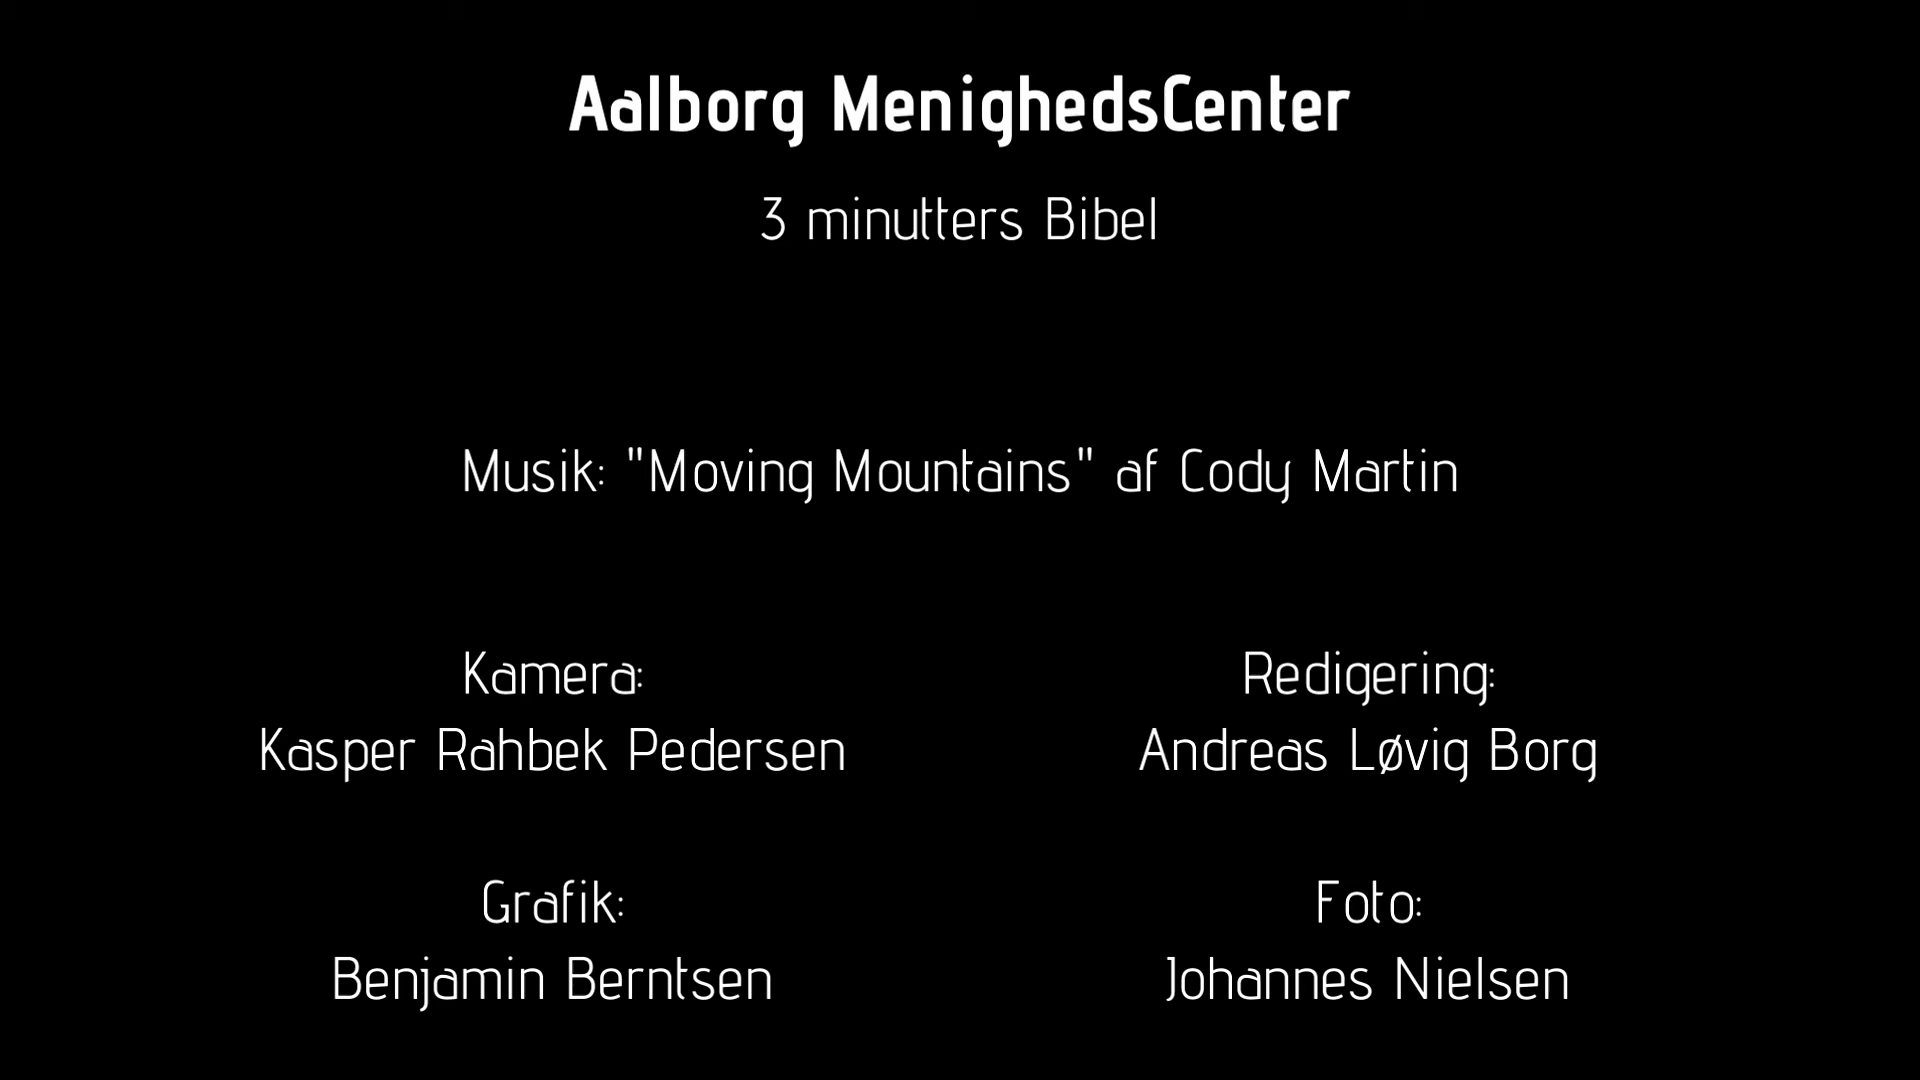 Aalborg MenighedsCenter
3 minutters Bibel
Musik: "Moving Mountains" af Cody Martin
Kamera:
Kasper Rahbek Pedersen
Redigering:
Andreas Løvig Borg
Grafik:
Benjamin Berntsen
Foto:
Johannes Nielsen